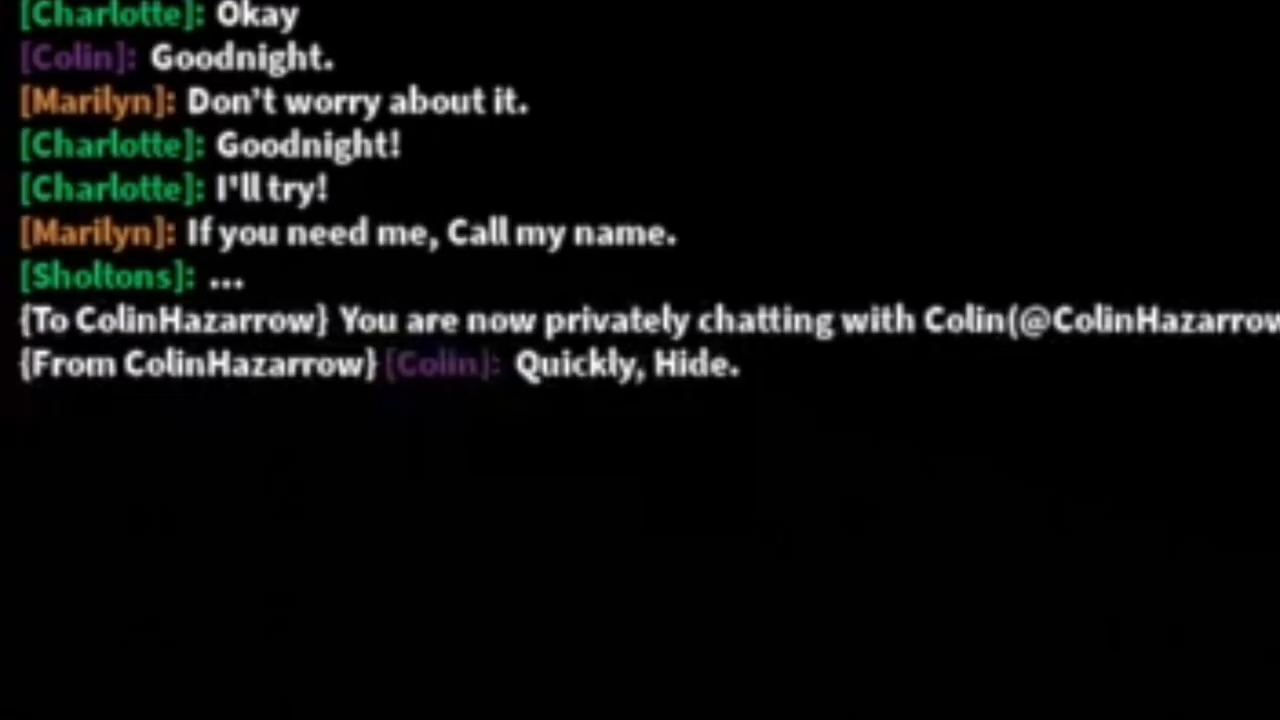 [Charlotte]: Okay
[Colin]: Goodnight.
[Marilyn]: Don't worry about it.
[Charlotte]: Goodnight!
[Charlotte]: I'll try!
[Marilyn]: If you need me, Call my name.
[Sholtons]: ...
{To ColinHazarrow} You are now privately chatting with Colin(@ColinHazarrow
{From ColinHazarrow} [Colin]: Quickly, Hide.